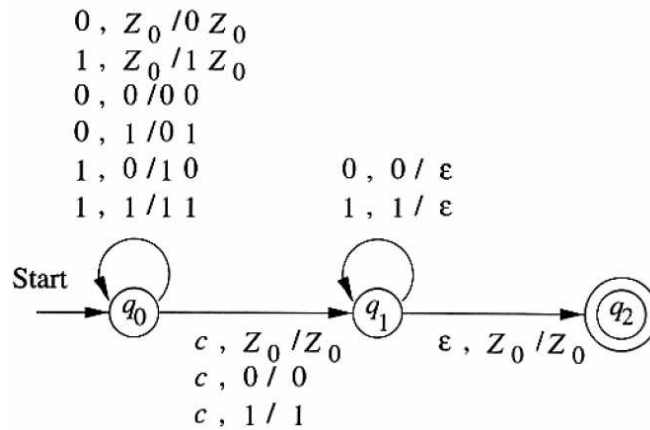 0 , Z₀ /0 Z₀
1 , Z₀ /1 Z₀
0 , 0 /0 0
0 , 1 /0 1
1 , 0 /1 0
1 , 1 /1 1
0 , 0 / ε
1 , 1 / ε
Start
q₀
q₁
q₂
c , Z₀ / Z₀
c , 0 / 0
c , 1 / 1
ε , Z₀ / Z₀